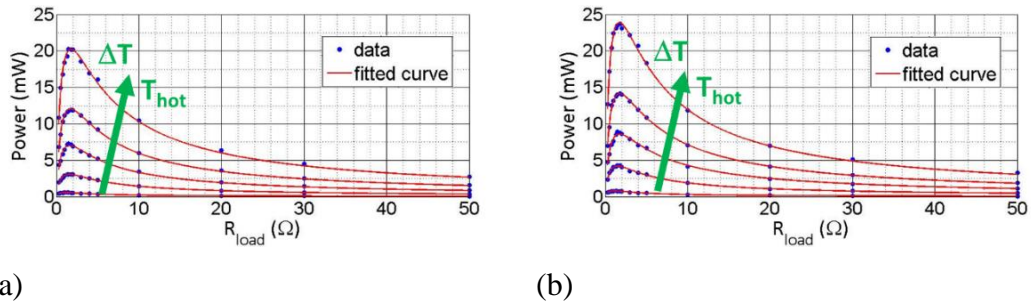 25
20
15
10
5
0
Power (mW)
ΔT
T_hot
data
fitted curve
0 10 20 30 40 50
R_load (Ω)
25
20
15
10
5
0
Power (mW)
ΔT
T_hot
data
fitted curve
0 10 20 30 40 50
R_load (Ω)
a)
(b)